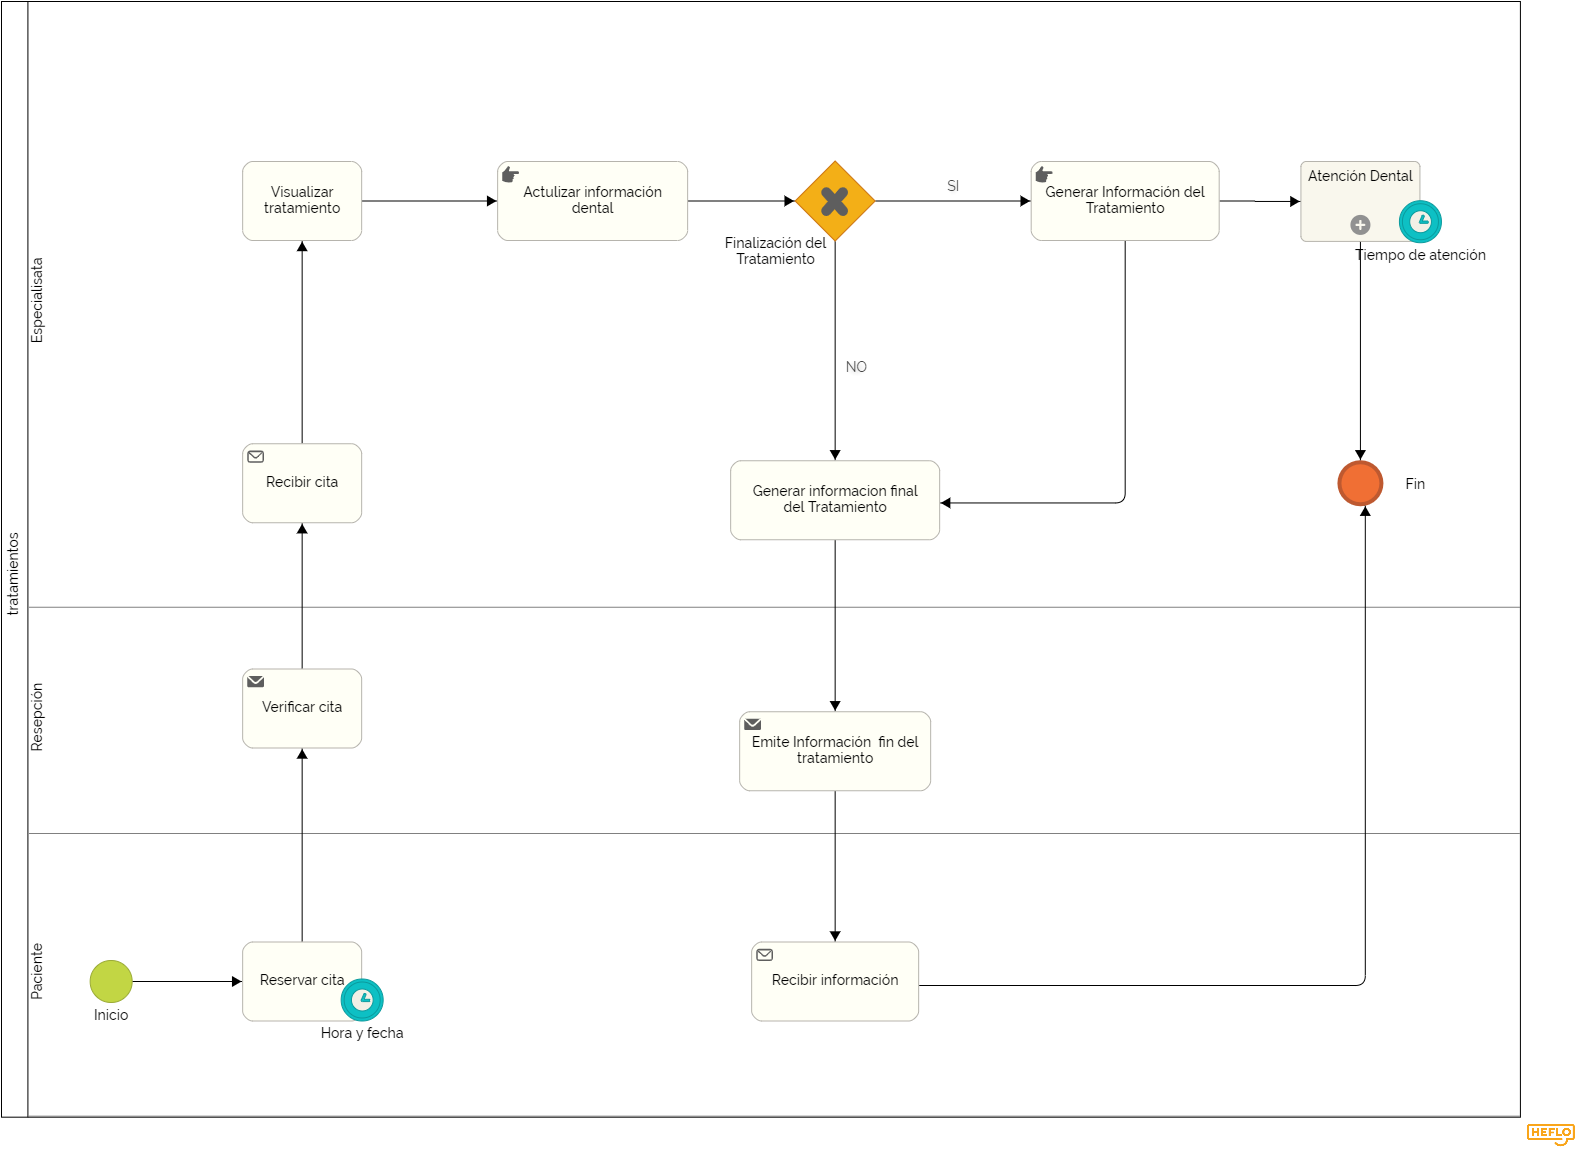 tratamientos
Especialisata
Visualizar
tratamiento
Actulizar información
dental
Finalización del
Tratamiento
SI
Generar Información del
Tratamiento
Atención Dental
Tiempo de atención
NO
Recibir cita
Generar informacion final
del Tratamiento
Fin
Resepción
Verificar cita
Emite Información fin del
tratamiento
Paciente
Inicio
Reservar cita
Hora y fecha
Recibir información
HEFLO